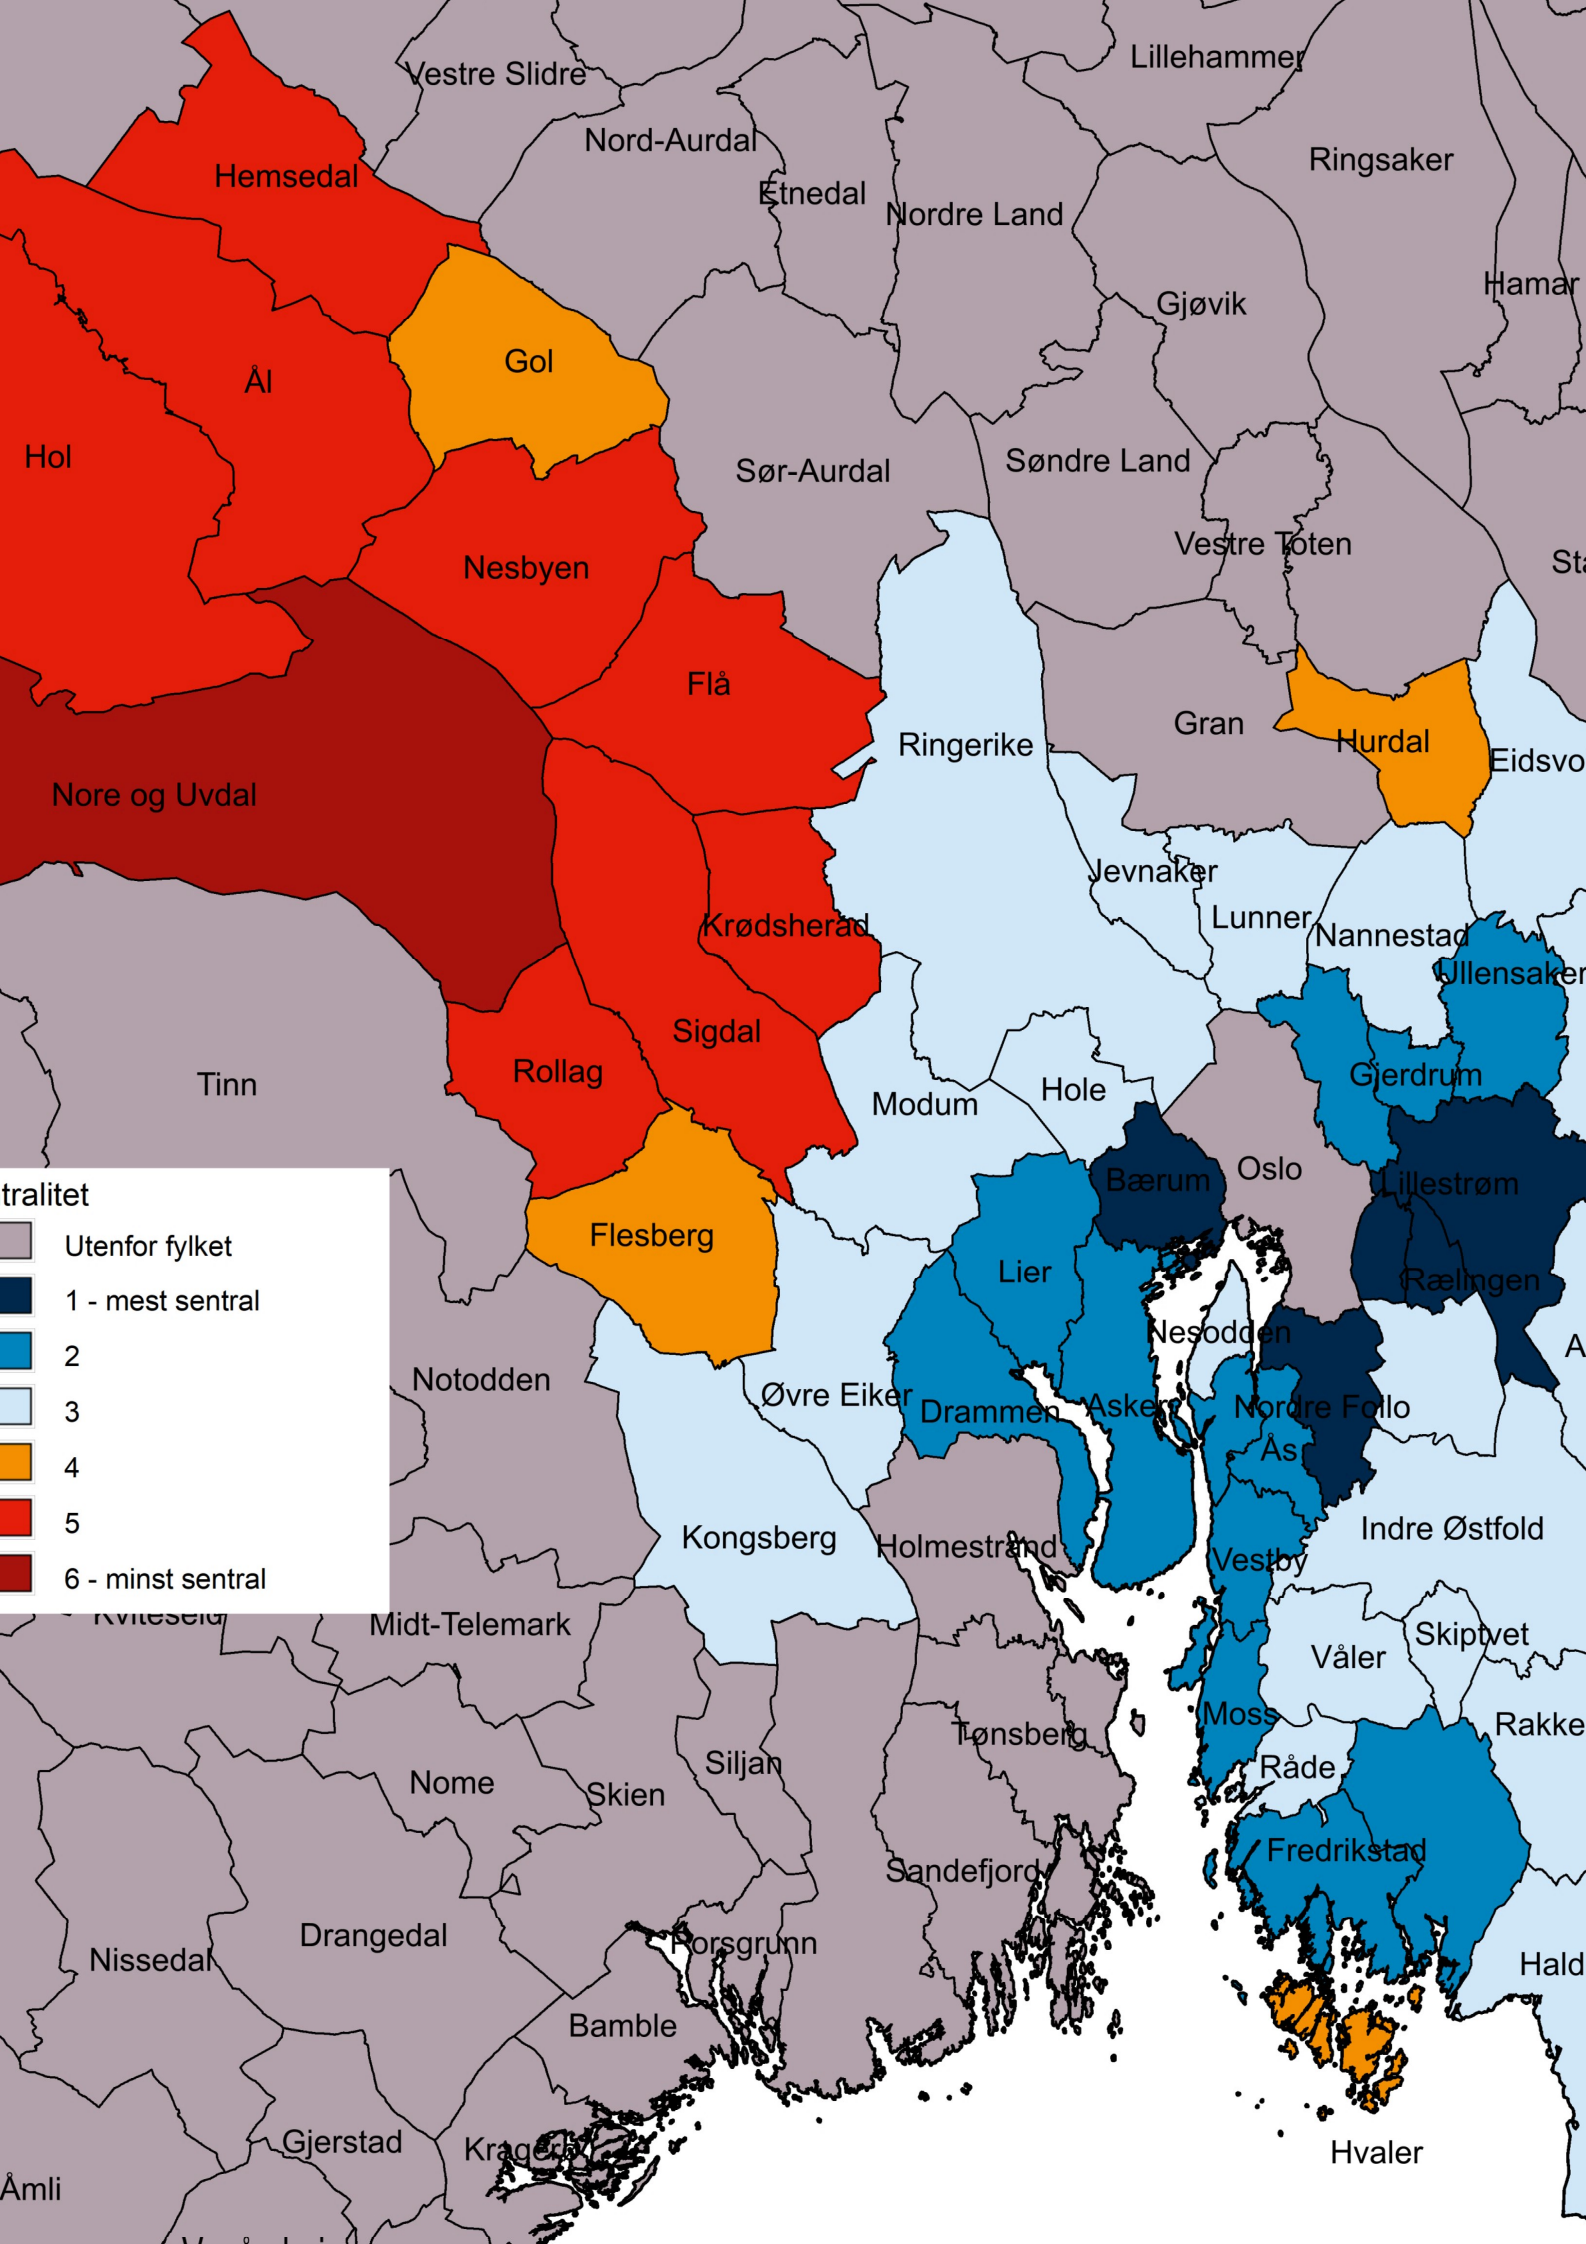 Lillehammer
Vestre Slidre
Nord-Aurdal
Ringsaker
Hemsedal
Etnedal
Nordre Land
Hamar
Gjøvik
Gol
Ål
Hol
Søndre Land
Sør-Aurdal
Vestre Toten
Nesbyen
Flå
Gran
Hurdal
Ringerike
Eidsvo
Nore og Uvdal
Jevnaker
Lunner
Krødsherad
Nannestad
Ullensaker
Sigdal
Rollag
Gjerdrum
Tinn
Hole
Modum
Oslo
Bærum
Lillestrøm
tralitet
Utenfor fylket
1 - mest sentral
2
3
4
5
6 - minst sentral
Flesberg
Lier
Rælingen
Nesodden
Notodden
Øvre Eiker
Drammen
Asker
Nordre Follo
Ås
Indre Østfold
Kongsberg
Holmestrand
Vestby
Midt-Telemark
Skiptvet
Våler
Moss
Rakke
Tønsberg
Siljan
Råde
Nome
Skien
Fredrikstad
Sandefjord
Drangedal
Porsgrunn
Nissedal
Hald
Bamble
Gjerstad
Kragerø
Hvaler
Åmli